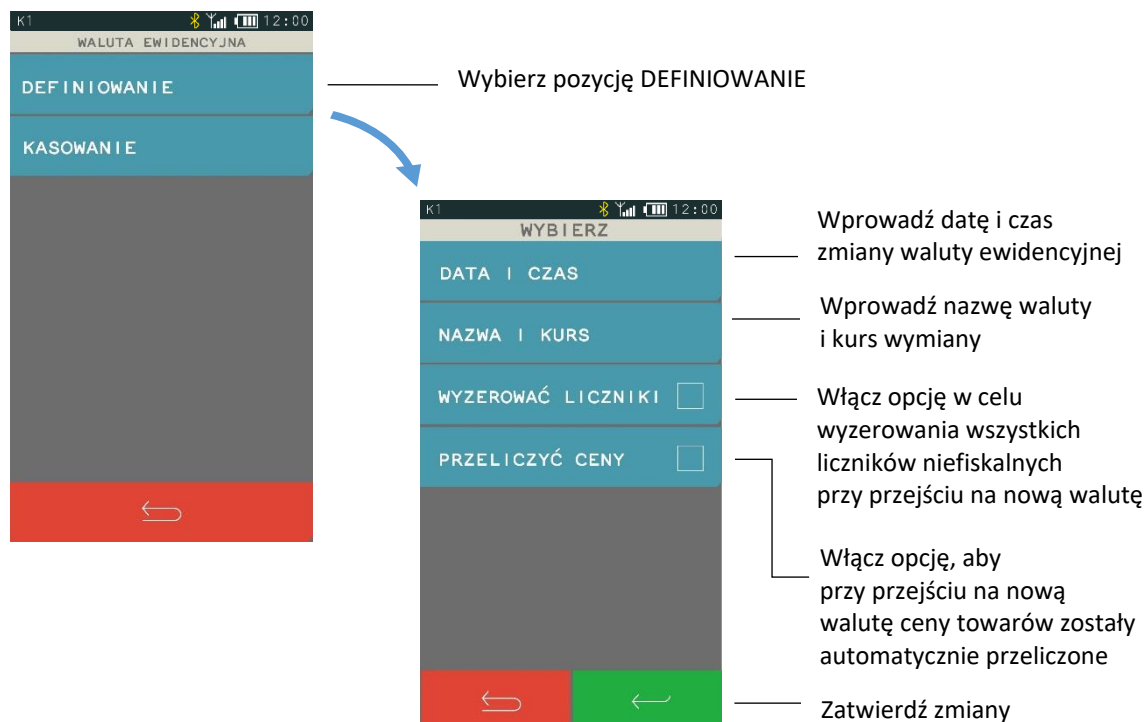 K1 12:00
WALUTA EWIDENCYJNA
DEFINIOWANIE
KASOWANIE
Wybierz pozycję DEFINIOWANIE
K1 12:00
WYBIERZ
DATA I CZAS
NAZWA I KURS
WYZEROWAĆ LICZNIKI
PRZELICZYĆ CENY
Wprowadź datę i czas
zmiany waluty ewidencyjnej
Wprowadź nazwę waluty
i kurs wymiany
Włącz opcję w celu
wyzerowania wszystkich
liczników niefiskalnych
przy przejściu na nową walutę
Włącz opcję, aby
przy przejściu na nową
walutę ceny towarów zostały
automatycznie przeliczone
Zatwierdź zmiany